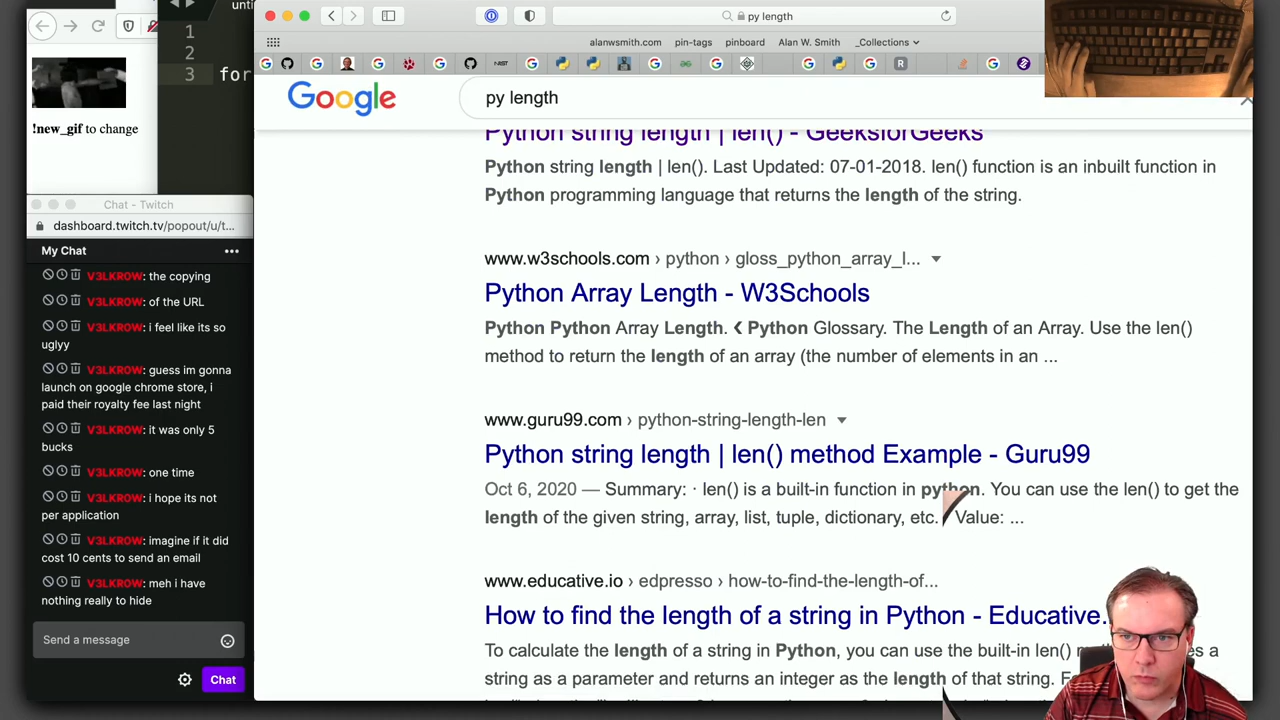 unti
1
2
3 for
!new_gif to change
Chat - Twitch
dashboard.twitch.tv/popout/u/t...
My Chat
V3LKR0W: the copying
V3LKR0W: of the URL
V3LKR0W: i feel like its so
uglyy
V3LKR0W: guess im gonna
launch on google chrome store, i
paid their royalty fee last night
V3LKR0W: it was only 5
bucks
V3LKR0W: one time
V3LKR0W: i hope its not
per application
V3LKR0W: imagine if it did
cost 10 cents to send an email
V3LKR0W: meh i have
nothing really to hide
Send a message
Chat
py length
alanwsmith.com pin-tags pinboard Alan W. Smith _Collections
Google
py length
Python string length | len() - GeeksforGeeks
Python string length | len(). Last Updated: 07-01-2018. len() function is an inbuilt function in
Python programming language that returns the length of the string.
www.w3schools.com › python › gloss_python_array_l...
Python Array Length - W3Schools
Python Python Array Length. ❮ Python Glossary. The Length of an Array. Use the len()
method to return the length of an array (the number of elements in an ...
www.guru99.com › python-string-length-len
Python string length | len() method Example - Guru99
Oct 6, 2020 — Summary: · len() is a built-in function in python. You can use the len() to get the
length of the given string, array, list, tuple, dictionary, etc. Value: ...
www.educative.io › edpresso › how-to-find-the-length-of...
How to find the length of a string in Python - Educative.
To calculate the length of a string in Python, you can use the built-in len() s a
string as a parameter and returns an integer as the length of that string.